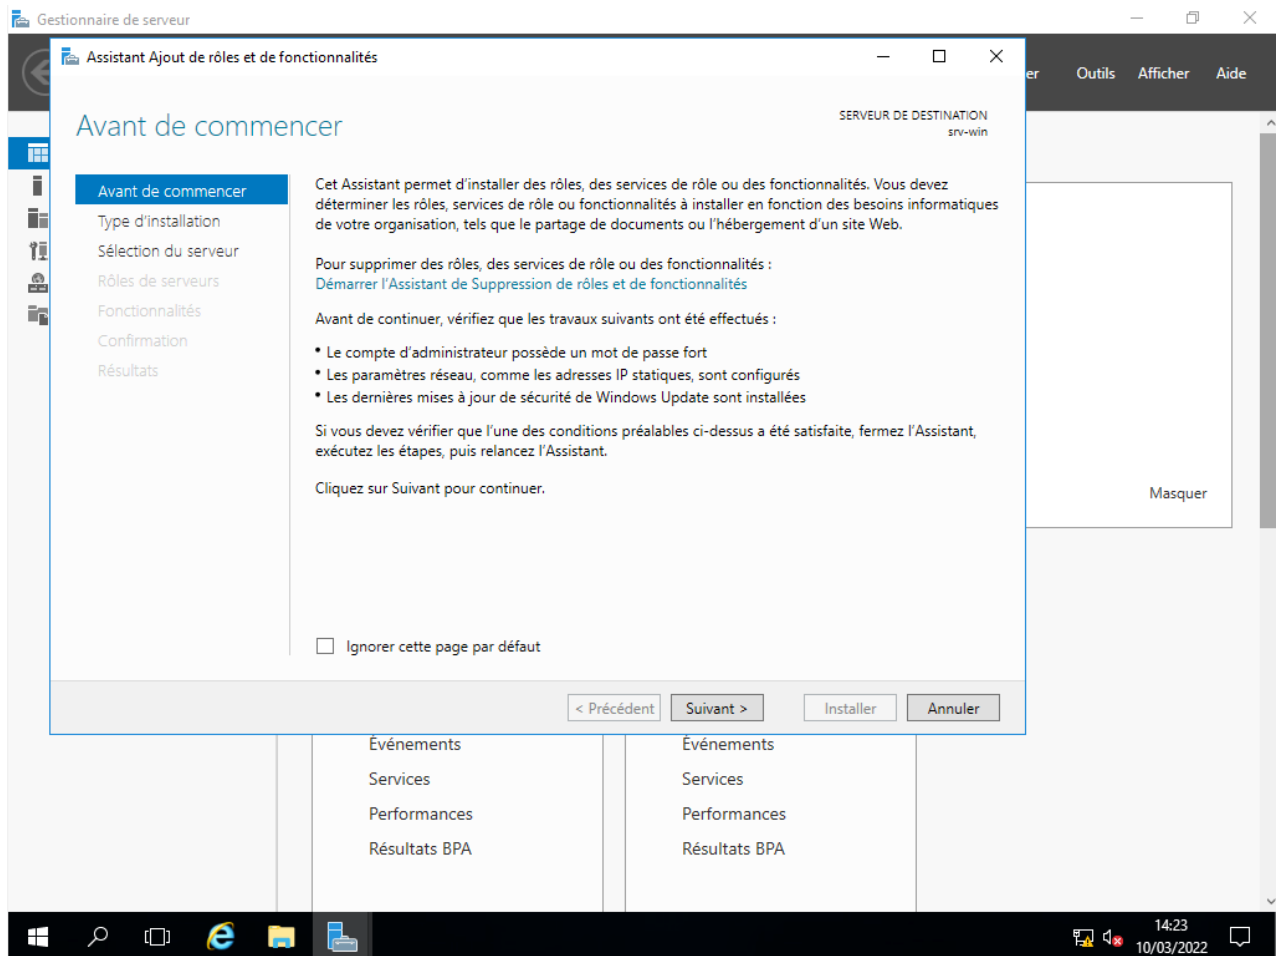 Gestionnaire de serveur
Assistant Ajout de rôles et de fonctionnalités
er Outils Afficher Aide
Avant de commencer
SERVEUR DE DESTINATION
srv-win
Avant de commencer
Type d'installation
Sélection du serveur
Rôles de serveurs
Fonctionnalités
Confirmation
Résultats
Cet Assistant permet d'installer des rôles, des services de rôle ou des fonctionnalités. Vous devez
déterminer les rôles, services de rôle ou fonctionnalités à installer en fonction des besoins informatiques
de votre organisation, tels que le partage de documents ou l'hébergement d'un site Web.
Pour supprimer des rôles, des services de rôle ou des fonctionnalités :
Démarrer l'Assistant de Suppression de rôles et de fonctionnalités
Avant de continuer, vérifiez que les travaux suivants ont été effectués :
• Le compte d'administrateur possède un mot de passe fort
• Les paramètres réseau, comme les adresses IP statiques, sont configurés
• Les dernières mises à jour de sécurité de Windows Update sont installées
Si vous devez vérifier que l'une des conditions préalables ci-dessus a été satisfaite, fermez l'Assistant,
exécutez les étapes, puis relancez l'Assistant.
Cliquez sur Suivant pour continuer.
Masquer
Ignorer cette page par défaut
< Précédent Suivant > Installer Annuler
Événements
Services
Performances
Résultats BPA
Événements
Services
Performances
Résultats BPA
14:23
10/03/2022